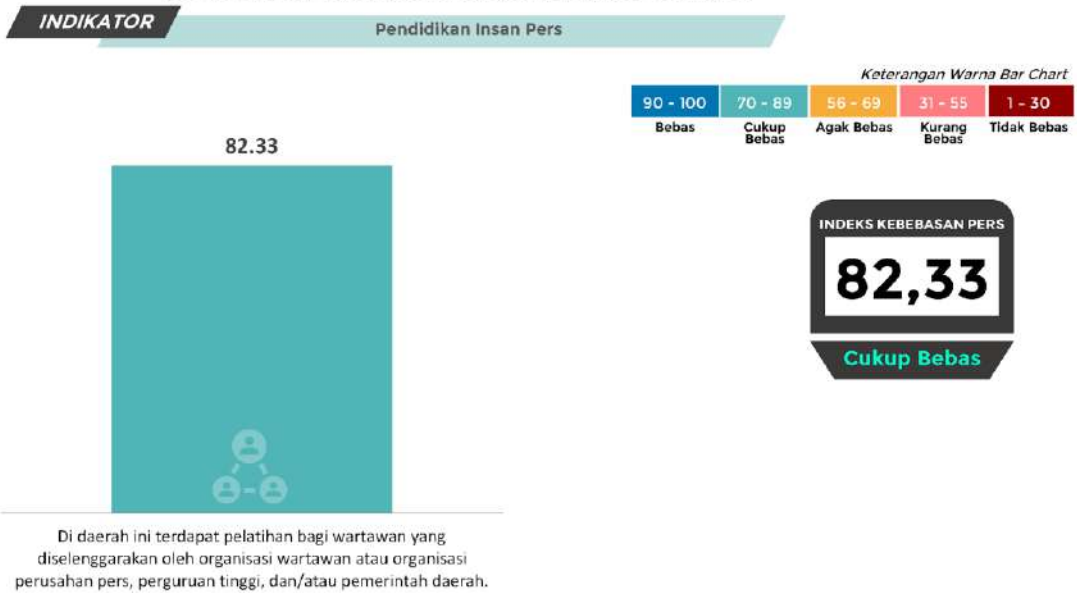 INDIKATOR
Pendidikan Insan Pers
Keterangan Warna Bar Chart
90 - 100 70 - 89 56 - 69 31 - 55 1 - 30
Bebas Cukup Bebas Agak Bebas Kurang Bebas Tidak Bebas
82.33
INDEKS KEBEBASAN PERS
82,33
Cukup Bebas
Di daerah ini terdapat pelatihan bagi wartawan yang
diselenggarakan oleh organisasi wartawan atau organisasi
perusahan pers, perguruan tinggi, dan/atau pemerintah daerah.